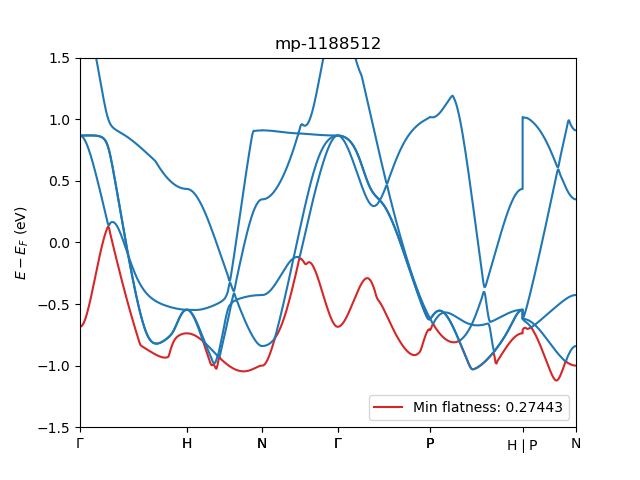 mp-1188512
E − E_F (eV)
1.5
1.0
0.5
0.0
−0.5
−1.0
−1.5
Min flatness: 0.27443
Γ H N Γ P H | P N